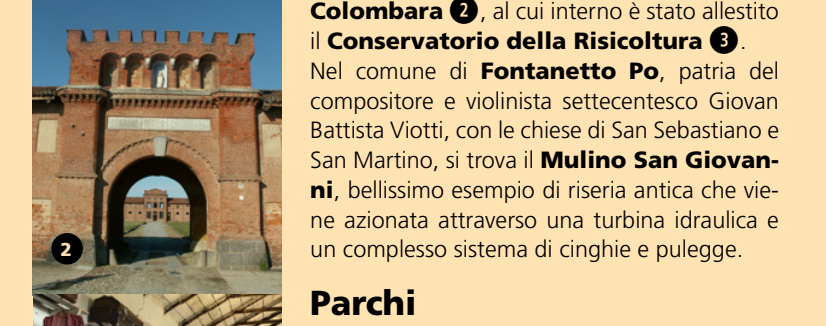 Colombara 2, al cui interno è stato allestito
il Conservatorio della Risicoltura 3.
Nel comune di Fontanetto Po, patria del
compositore e violinista settecentesco Giovan
Battista Viotti, con le chiese di San Sebastiano e
San Martino, si trova il Mulino San Giovan-
ni, bellissimo esempio di riseria antica che vie-
ne azionata attraverso una turbina idraulica e
un complesso sistema di cinghie e pulegge.
2
Parchi